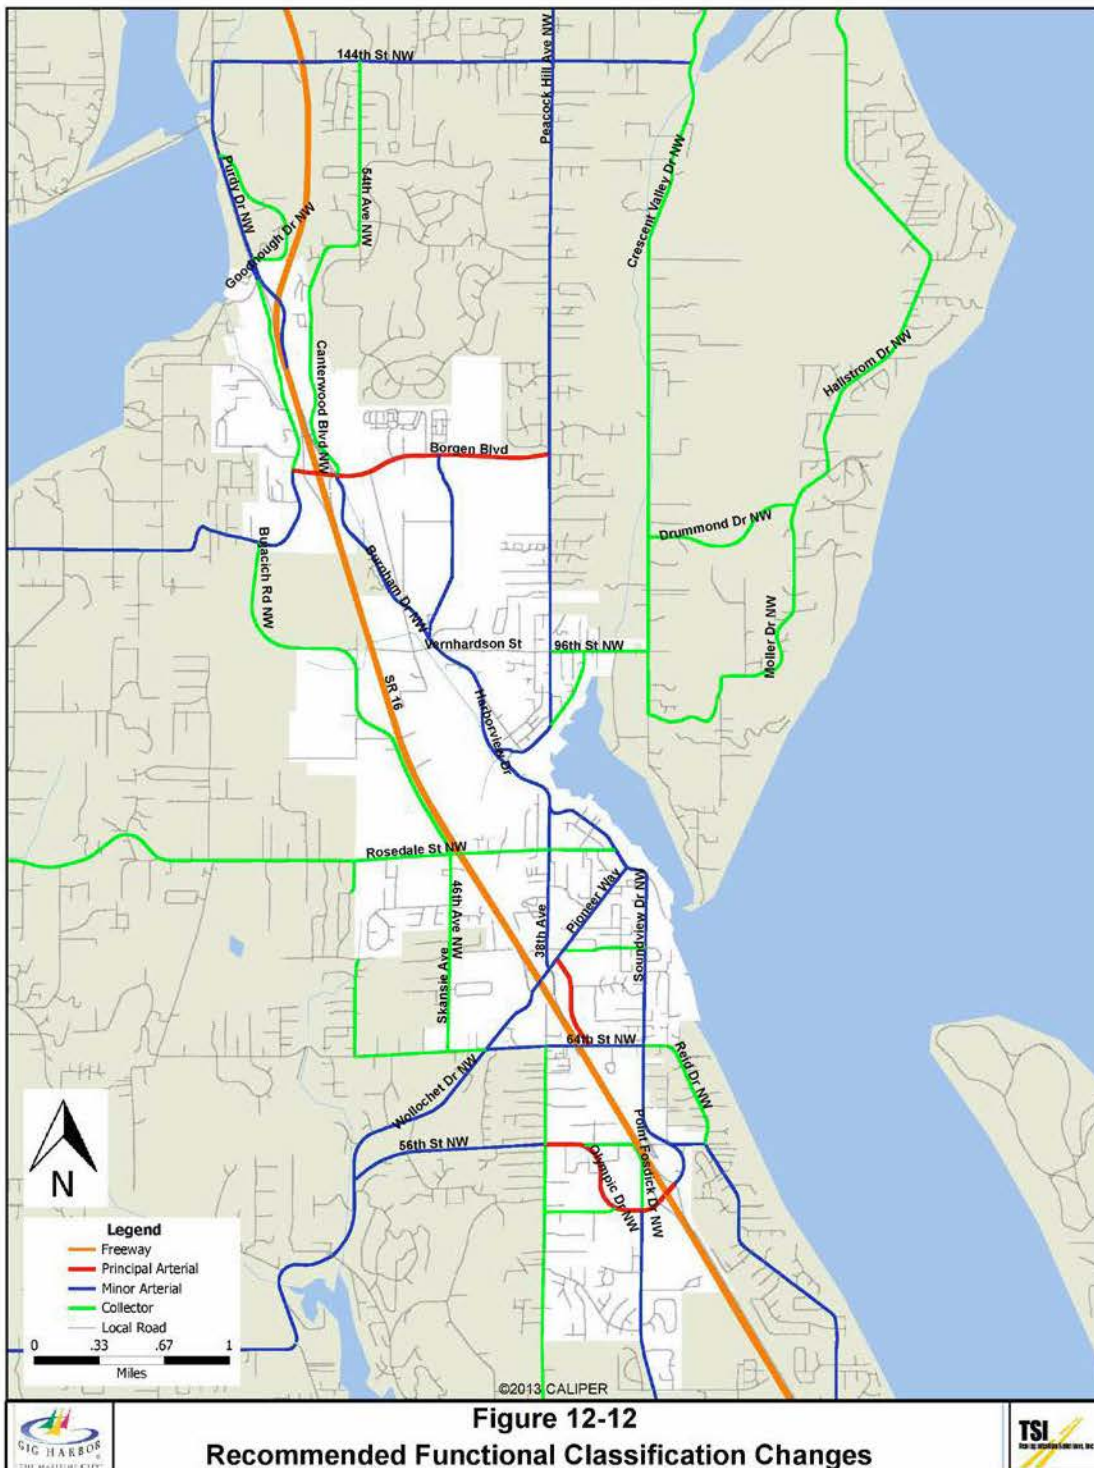 144th St NW
Peacock Hill Ave NW
Purdy Dr NW
54th Ave NW
Crescent Valley Dr NW
Goodnough Dr NW
Canterwood Blvd NW
Hallstrom Dr NW
Borgen Blvd
Drummond Dr NW
Bujacich Rd NW
Burnham Dr NW
Vernhardson St
96th St NW
Moller Dr NW
SR 16
Harborview Dr
Rosedale St NW
46th Ave NW
Skansie Ave
38th Ave
Pioneer Way
Soundview Dr NW
64th St NW
Reid Dr NW
Wollochet Dr NW
56th St NW
Point Fosdick Dr NW
Olympic Dr NW
N
Legend
Freeway
Principal Arterial
Minor Arterial
Collector
Local Road
0 .33 .67 1
Miles
©2013 CALIPER
GIG HARBOR
Figure 12-12
Recommended Functional Classification Changes
TSI